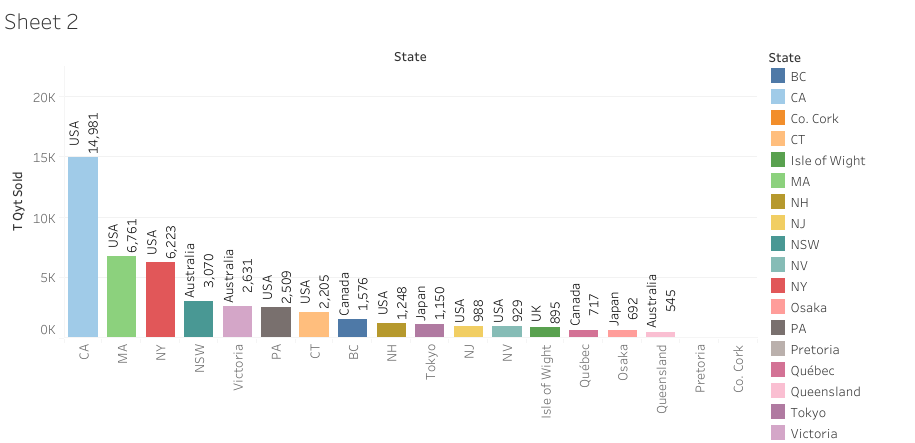 Sheet 2
State
T Qyt Sold
20K
15K
10K
5K
0K
USA
14,981
USA
6,761
USA
6,223
Australia
3,070
Australia
2,631
USA
2,509
USA
2,205
Canada
1,576
USA
1,248
Japan
1,150
USA
988
USA
929
UK
895
Canada
717
Japan
692
Australia
545
CA
MA
NY
NSW
Victoria
PA
CT
BC
NH
Tokyo
NJ
NV
Isle of Wight
Québec
Osaka
Queensland
Pretoria
Co. Cork
State
BC
CA
Co. Cork
CT
Isle of Wight
MA
NH
NJ
NSW
NV
NY
Osaka
PA
Pretoria
Québec
Queensland
Tokyo
Victoria